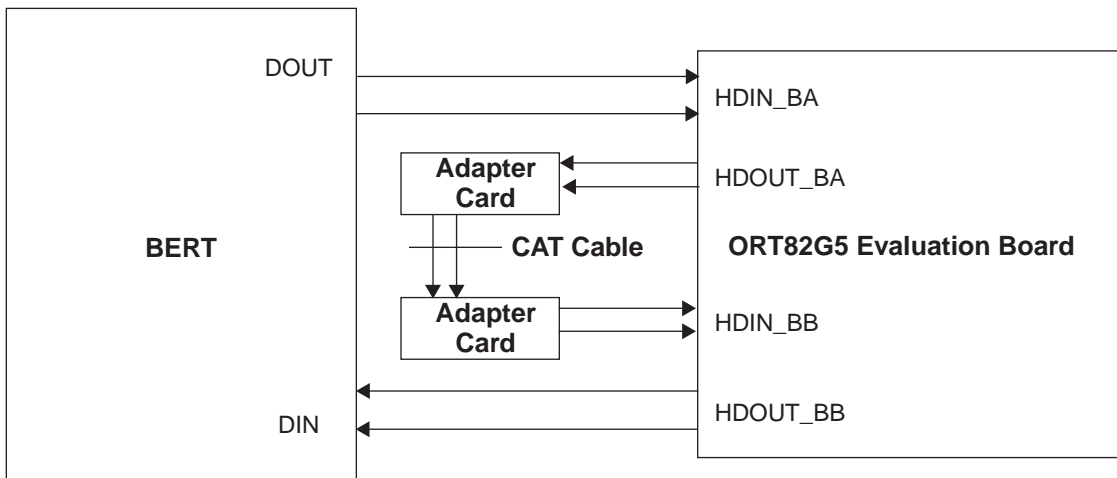 DOUT
HDIN_BA
Adapter
Card
HDOUT_BA
BERT
CAT Cable
ORT82G5 Evaluation Board
Adapter
Card
HDIN_BB
HDOUT_BB
DIN